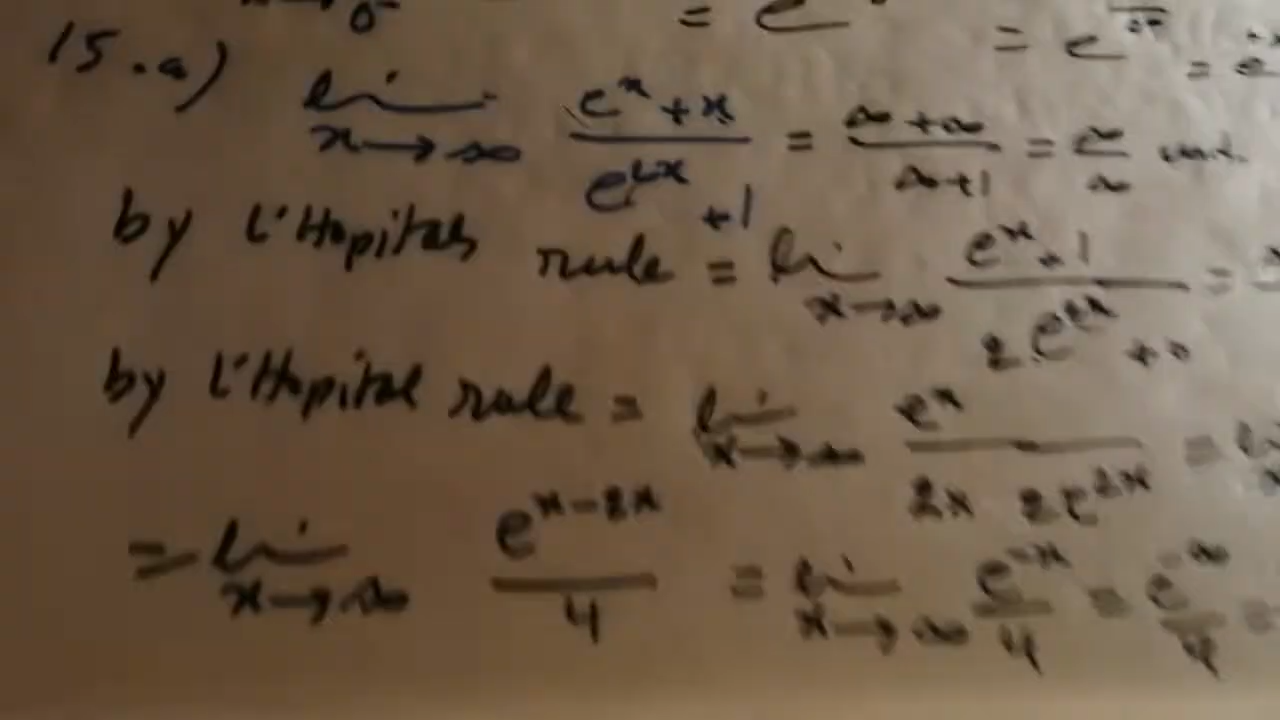 0⁻ = e = e = e
15.a) lim x→∞ (e^x + x)/(e^{2x} + 1) = (∞ + ∞)/(∞ + 1) = ∞/∞
by L'Hopitals rule = lim x→∞ (e^x + 1)/(2e^{2x} + 0) =
by L'Hopital rule = lim x→∞ e^x/(2x 2e^{2x}) =
= lim x→∞ e^{x-2x}/4 = lim x→∞ e^{-x}/4 = e^{-∞}/4 =